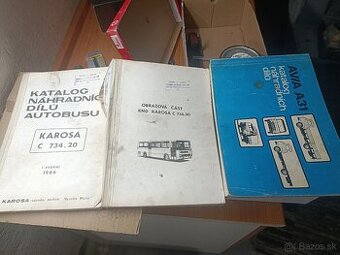 KATALOG
NÁHRADNÍCH
DÍLŮ
AUTOBUSU
KAROSA
C 734.20
I. vydání
1986
KAROSA
OBRAZOVÁ ČÁST
KND KAROSA C 734.20
AVIA A31
katalog
náhradních
dílů
Bazos.sk